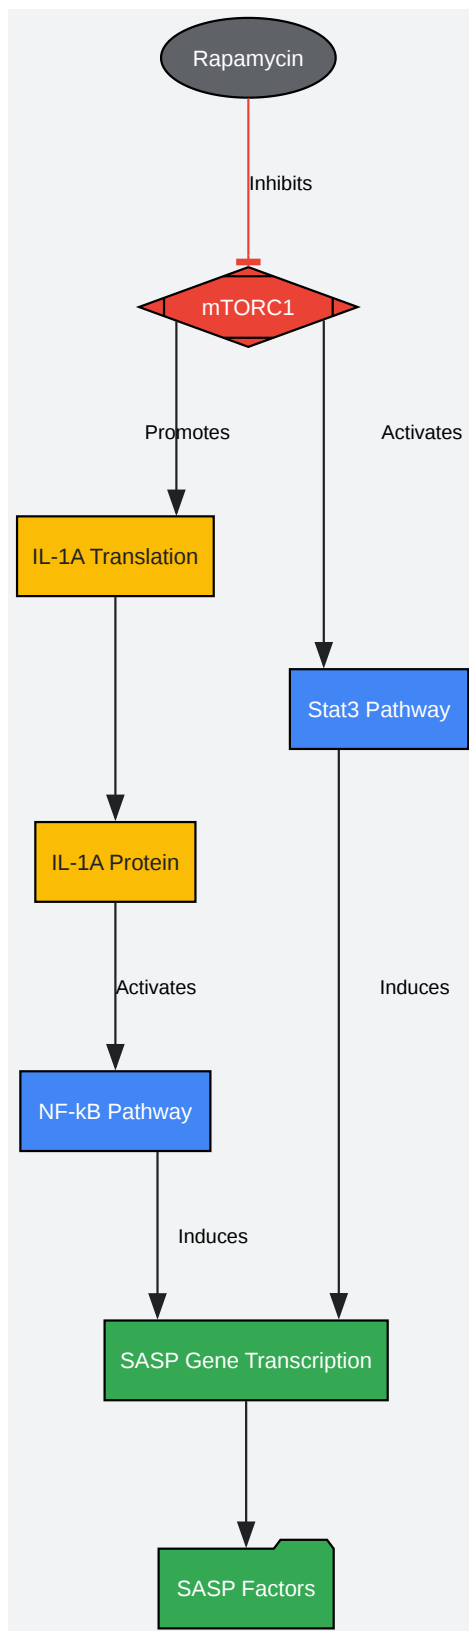 Rapamycin
Inhibits
mTORC1
Promotes
Activates
IL-1A Translation
Stat3 Pathway
IL-1A Protein
Activates
Induces
NF-kB Pathway
Induces
SASP Gene Transcription
SASP Factors